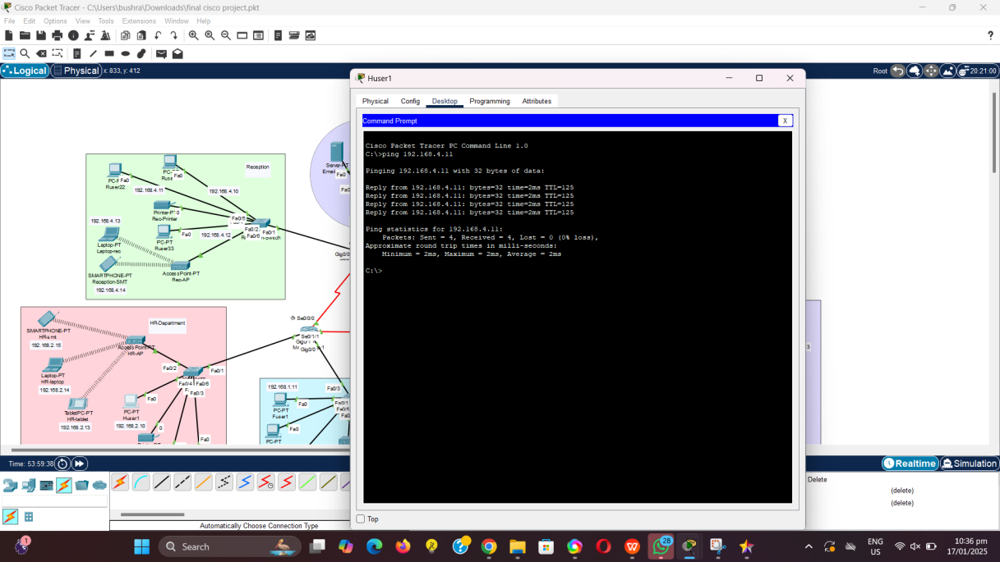 Cisco Packet Tracer - C:\Users\bushra\Downloads\final cisco project.pkt
File Edit Options View Tools Extensions Window Help
?
Logical Physical x: 833, y: 412
Root 20:21:00
Huser1
Physical Config Desktop Programming Attributes
Command Prompt
X
Cisco Packet Tracer PC Command Line 1.0
C:\>ping 192.168.4.11
Pinging 192.168.4.11 with 32 bytes of data:
Reply from 192.168.4.11: bytes=32 time=2ms TTL=125
Reply from 192.168.4.11: bytes=32 time=2ms TTL=125
Reply from 192.168.4.11: bytes=32 time=2ms TTL=125
Reply from 192.168.4.11: bytes=32 time=2ms TTL=125
Ping statistics for 192.168.4.11:
Packets: Sent = 4, Received = 4, Lost = 0 (0% loss),
Approximate round trip times in milli-seconds:
Minimum = 2ms, Maximum = 2ms, Average = 2ms
C:\>
Top
Reception
Server-PT
Email
Fa0
Fa0
Fa0
Ruser22
Fa0
192.168.4.11
192.168.4.10
Printer-PT
Rec-Printer
192.168.4.13
PC-PT
Ruser33
Fa0
192.168.4.12
Fa0/5
Fa0/2
Fa0/1
Fa0/6
Laptop-PT
Laptop-rec
SMARTPHONE-PT
Reception-SMT
192.168.4.14
Access Point-PT
Rec-AP
HR-Department
SMARTPHONE-PT
HR-smt
192.168.2.15
Access Point-PT
HR-AP
Se0/0/0
Se0/1/1
Gig0/0
Laptop-PT
HR-laptop
192.168.2.14
Fa0/2
Fa0/1
Fa0/4
Fa0/6
Fa0/3
TabletPC-PT
HR-tablet
192.168.2.13
PC-PT
Huser1
192.168.2.10
Fa0
0
Fa0
192.168.1.11
Fa0/3
PC-PT
Fuser1
Fa0
Fa0/1
Fa0
PC-PT
Fa0
3
Time: 53:59:38
Realtime Simulation
Automatically Choose Connection Type
Delete
(delete)
(delete)
1
Search
28
ENG
US
10:36 pm
17/01/2025